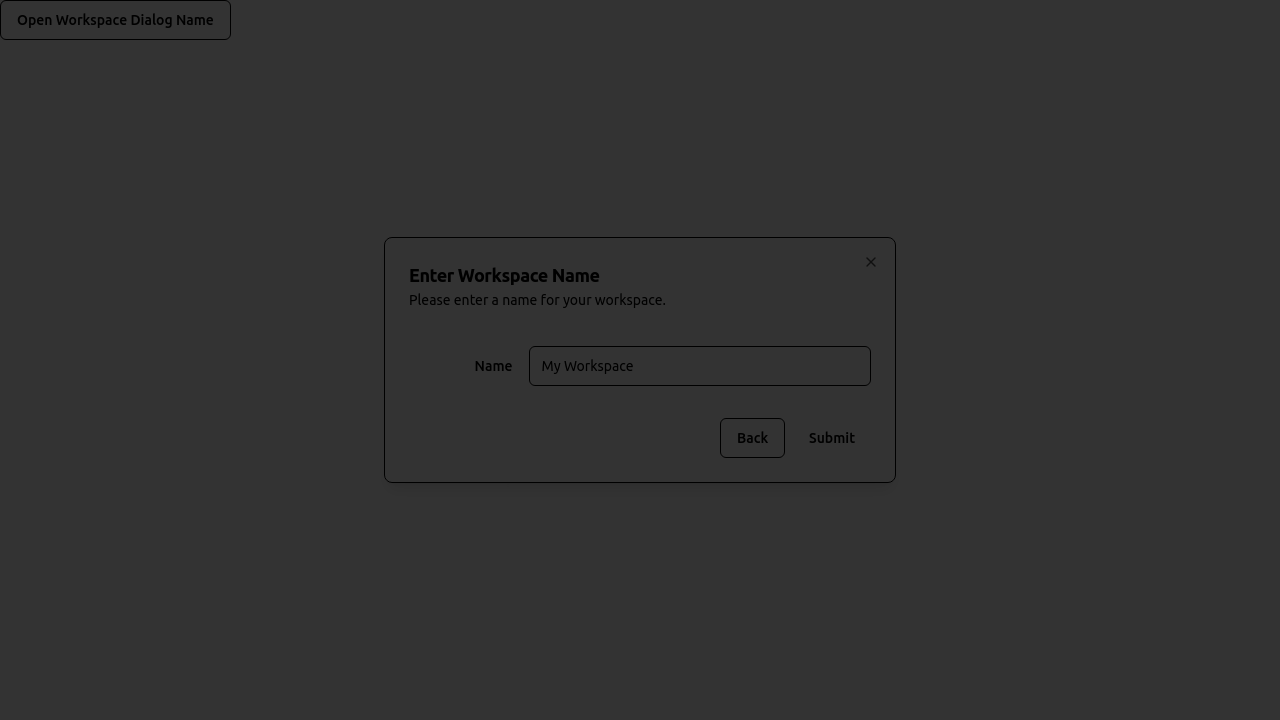 Open Workspace Dialog Name
Enter Workspace Name
Please enter a name for your workspace.
Name
My Workspace
Back
Submit